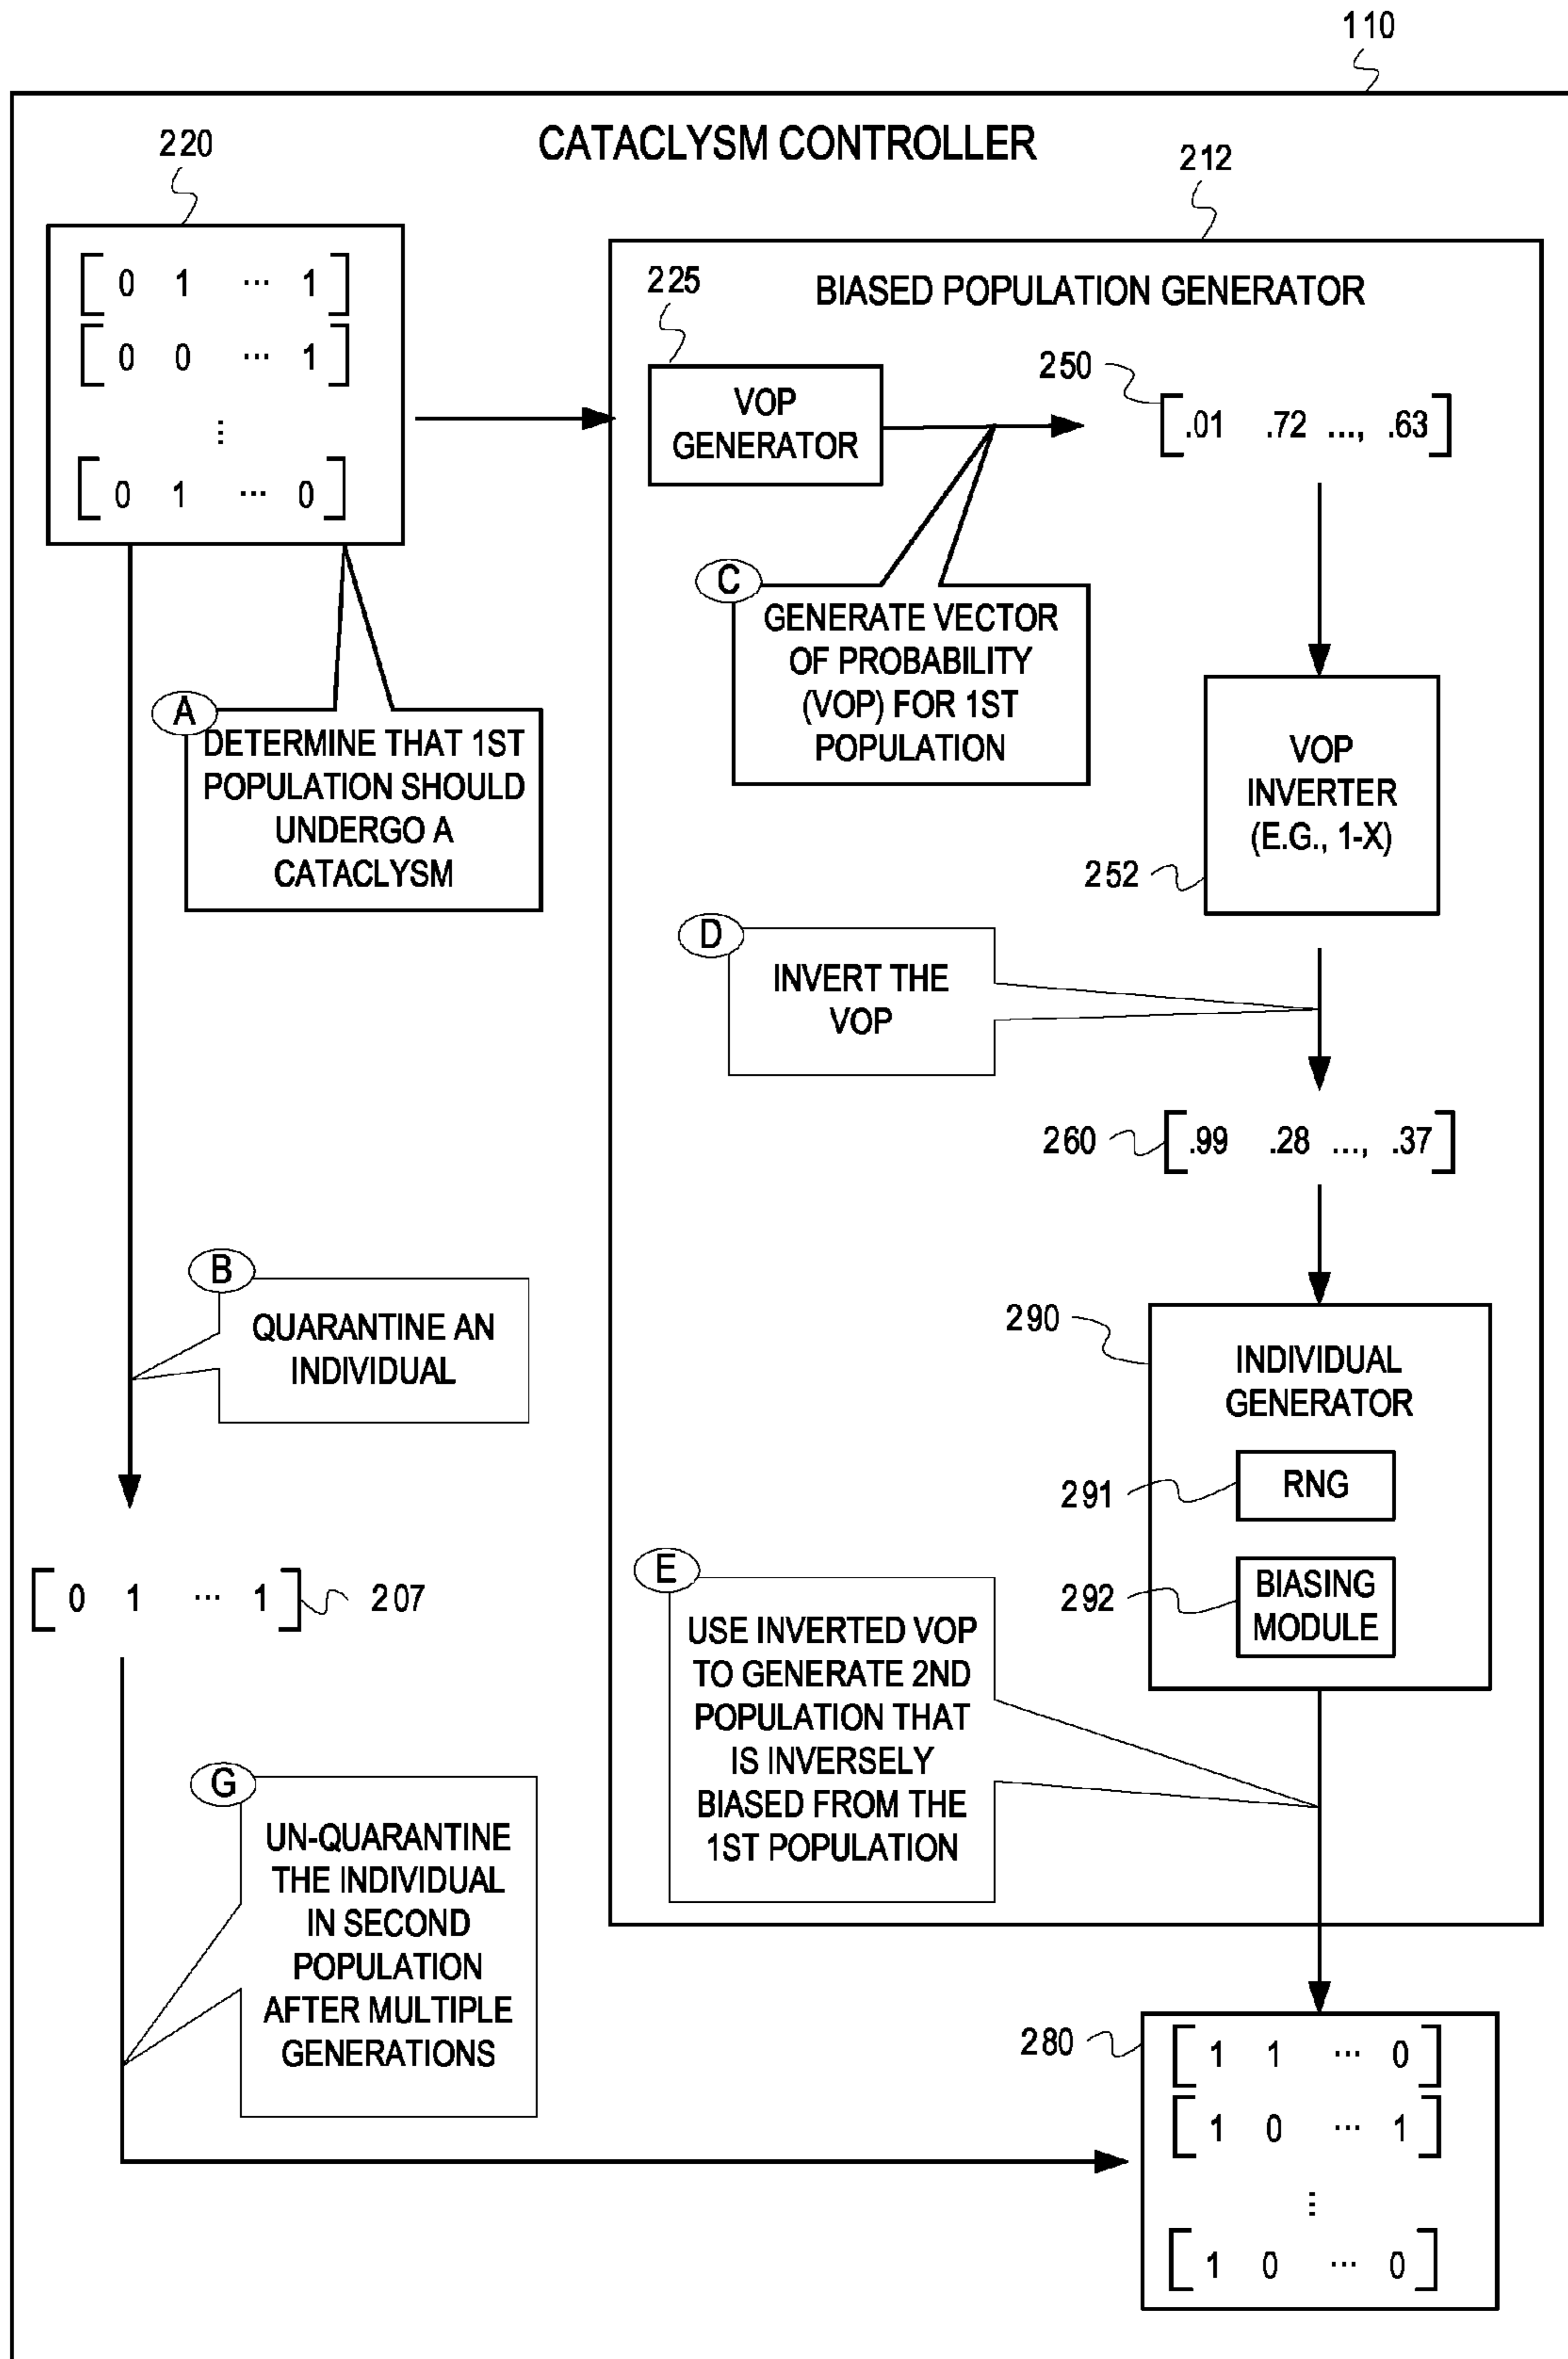 110
CATACLYSM CONTROLLER
220
[0 1 ... 1]
[0 0 ... 1]
...
[0 1 ... 0]
212
BIASED POPULATION GENERATOR
225
VOP
GENERATOR
250
[.01 .72 ..., .63]
C
GENERATE VECTOR
OF PROBABILITY
(VOP) FOR 1ST
POPULATION
A
DETERMINE THAT 1ST
POPULATION SHOULD
UNDERGO A
CATACLYSM
VOP
INVERTER
(E.G., 1-X)
252
D
INVERT THE
VOP
260
[.99 .28 ..., .37]
B
QUARANTINE AN
INDIVIDUAL
290
INDIVIDUAL
GENERATOR
291
RNG
292
BIASING
MODULE
[0 1 ... 1]
207
E
USE INVERTED VOP
TO GENERATE 2ND
POPULATION THAT
IS INVERSELY
BIASED FROM THE
1ST POPULATION
G
UN-QUARANTINE
THE INDIVIDUAL
IN SECOND
POPULATION
AFTER MULTIPLE
GENERATIONS
280
[1 1 ... 0]
[1 0 ... 1]
...
[1 0 ... 0]